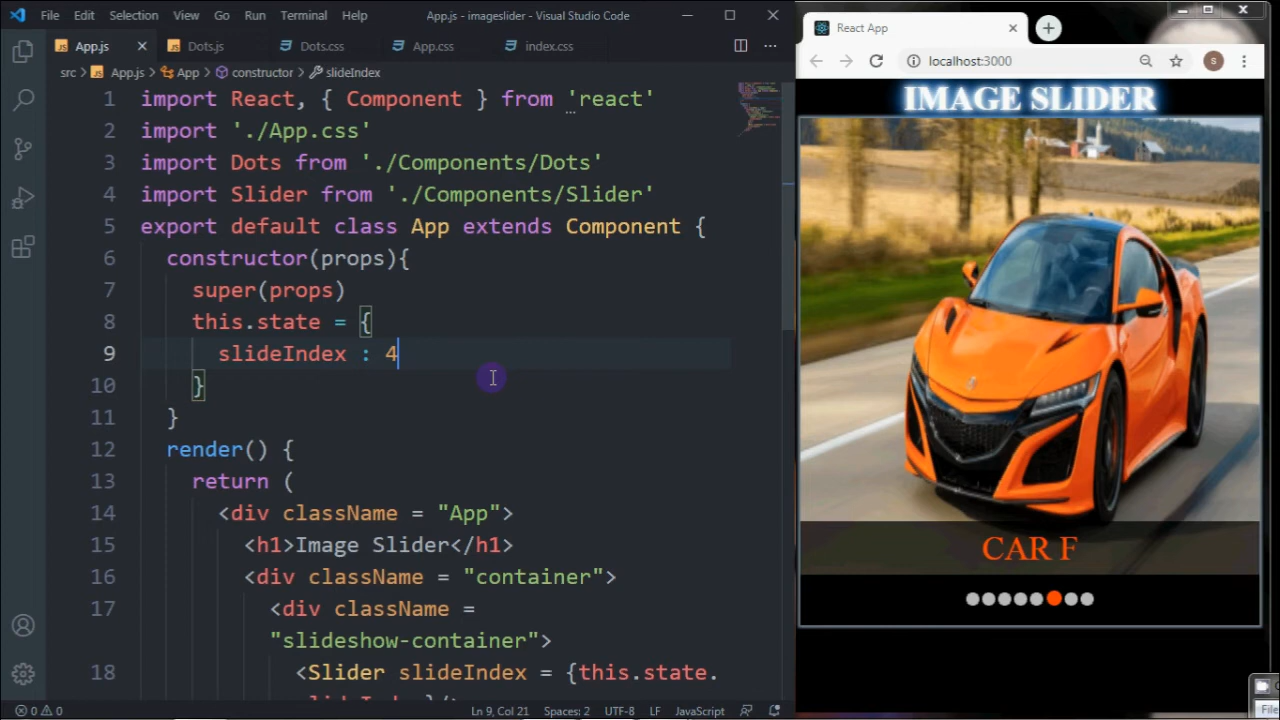 File Edit Selection View Go Run Terminal Help App.js - imageslider - Visual Studio Code
App.js Dots.js Dots.css App.css index.css
src > App.js > App > constructor > slideIndex
1 import React, { Component } from 'react'
2 import './App.css'
3 import Dots from './Components/Dots'
4 import Slider from './Components/Slider'
5 export default class App extends Component {
6 constructor(props){
7 super(props)
8 this.state = {
9 slideIndex : 4
10 }
11 }
12 render() {
13 return (
14 <div className = "App">
15 <h1>Image Slider</h1>
16 <div className = "container">
17 <div className =
"slideshow-container">
18 <Slider slideIndex = {this.state.
0 0 Ln 9, Col 21 Spaces: 2 UTF-8 LF JavaScript
React App
localhost:3000
S
IMAGE SLIDER
CAR F
File